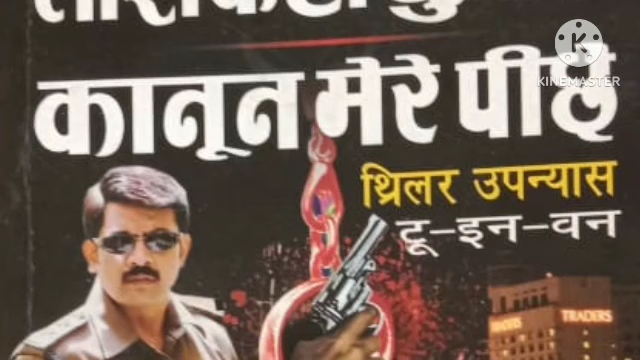 कानून मेरे पीछे
K
KINEMASTER
थ्रिलर उपन्यास
टू-इन-वन
TRADERS